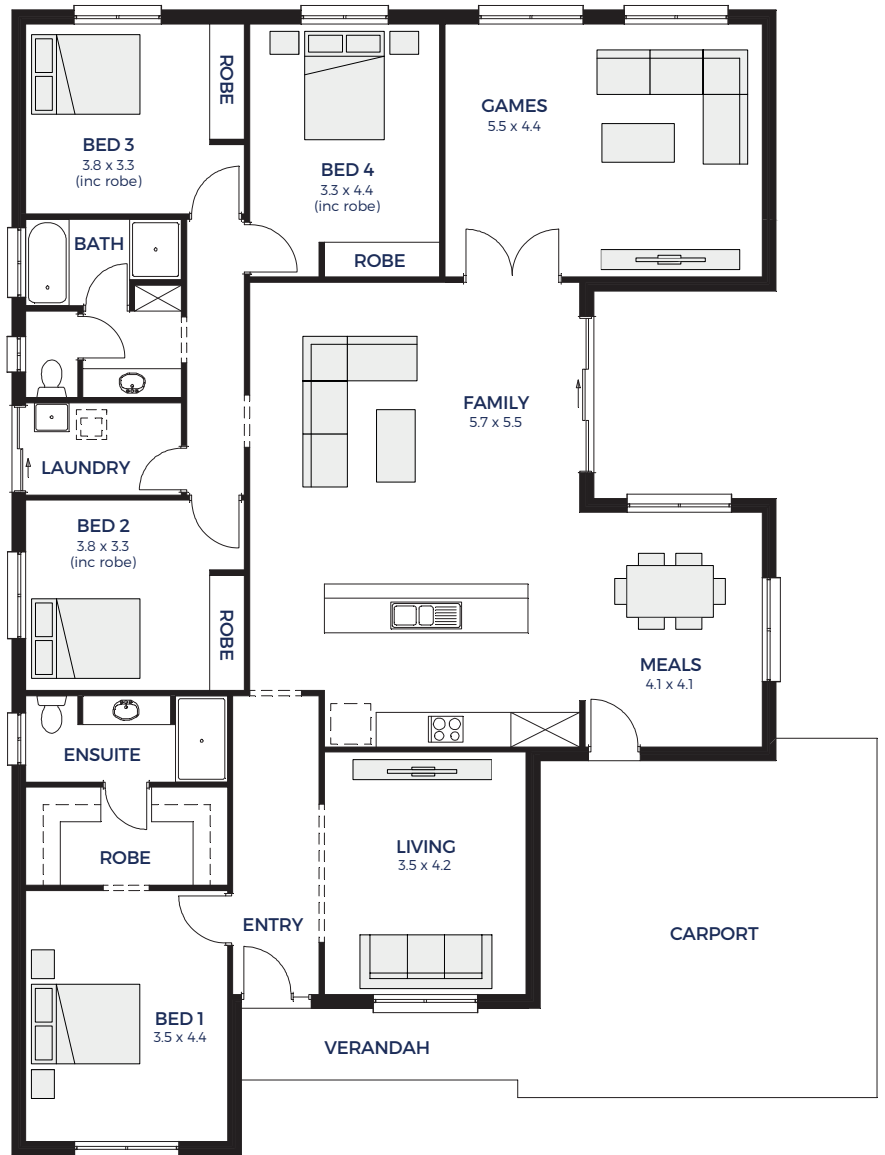 ROBE
BED 3
3.8 x 3.3
(inc robe)
BED 4
3.3 x 4.4
(inc robe)
ROBE
GAMES
5.5 x 4.4
BATH
FAMILY
5.7 x 5.5
LAUNDRY
BED 2
3.8 x 3.3
(inc robe)
ROBE
MEALS
4.1 x 4.1
ENSUITE
ROBE
LIVING
3.5 x 4.2
ENTRY
CARPORT
BED 1
3.5 x 4.4
VERANDAH